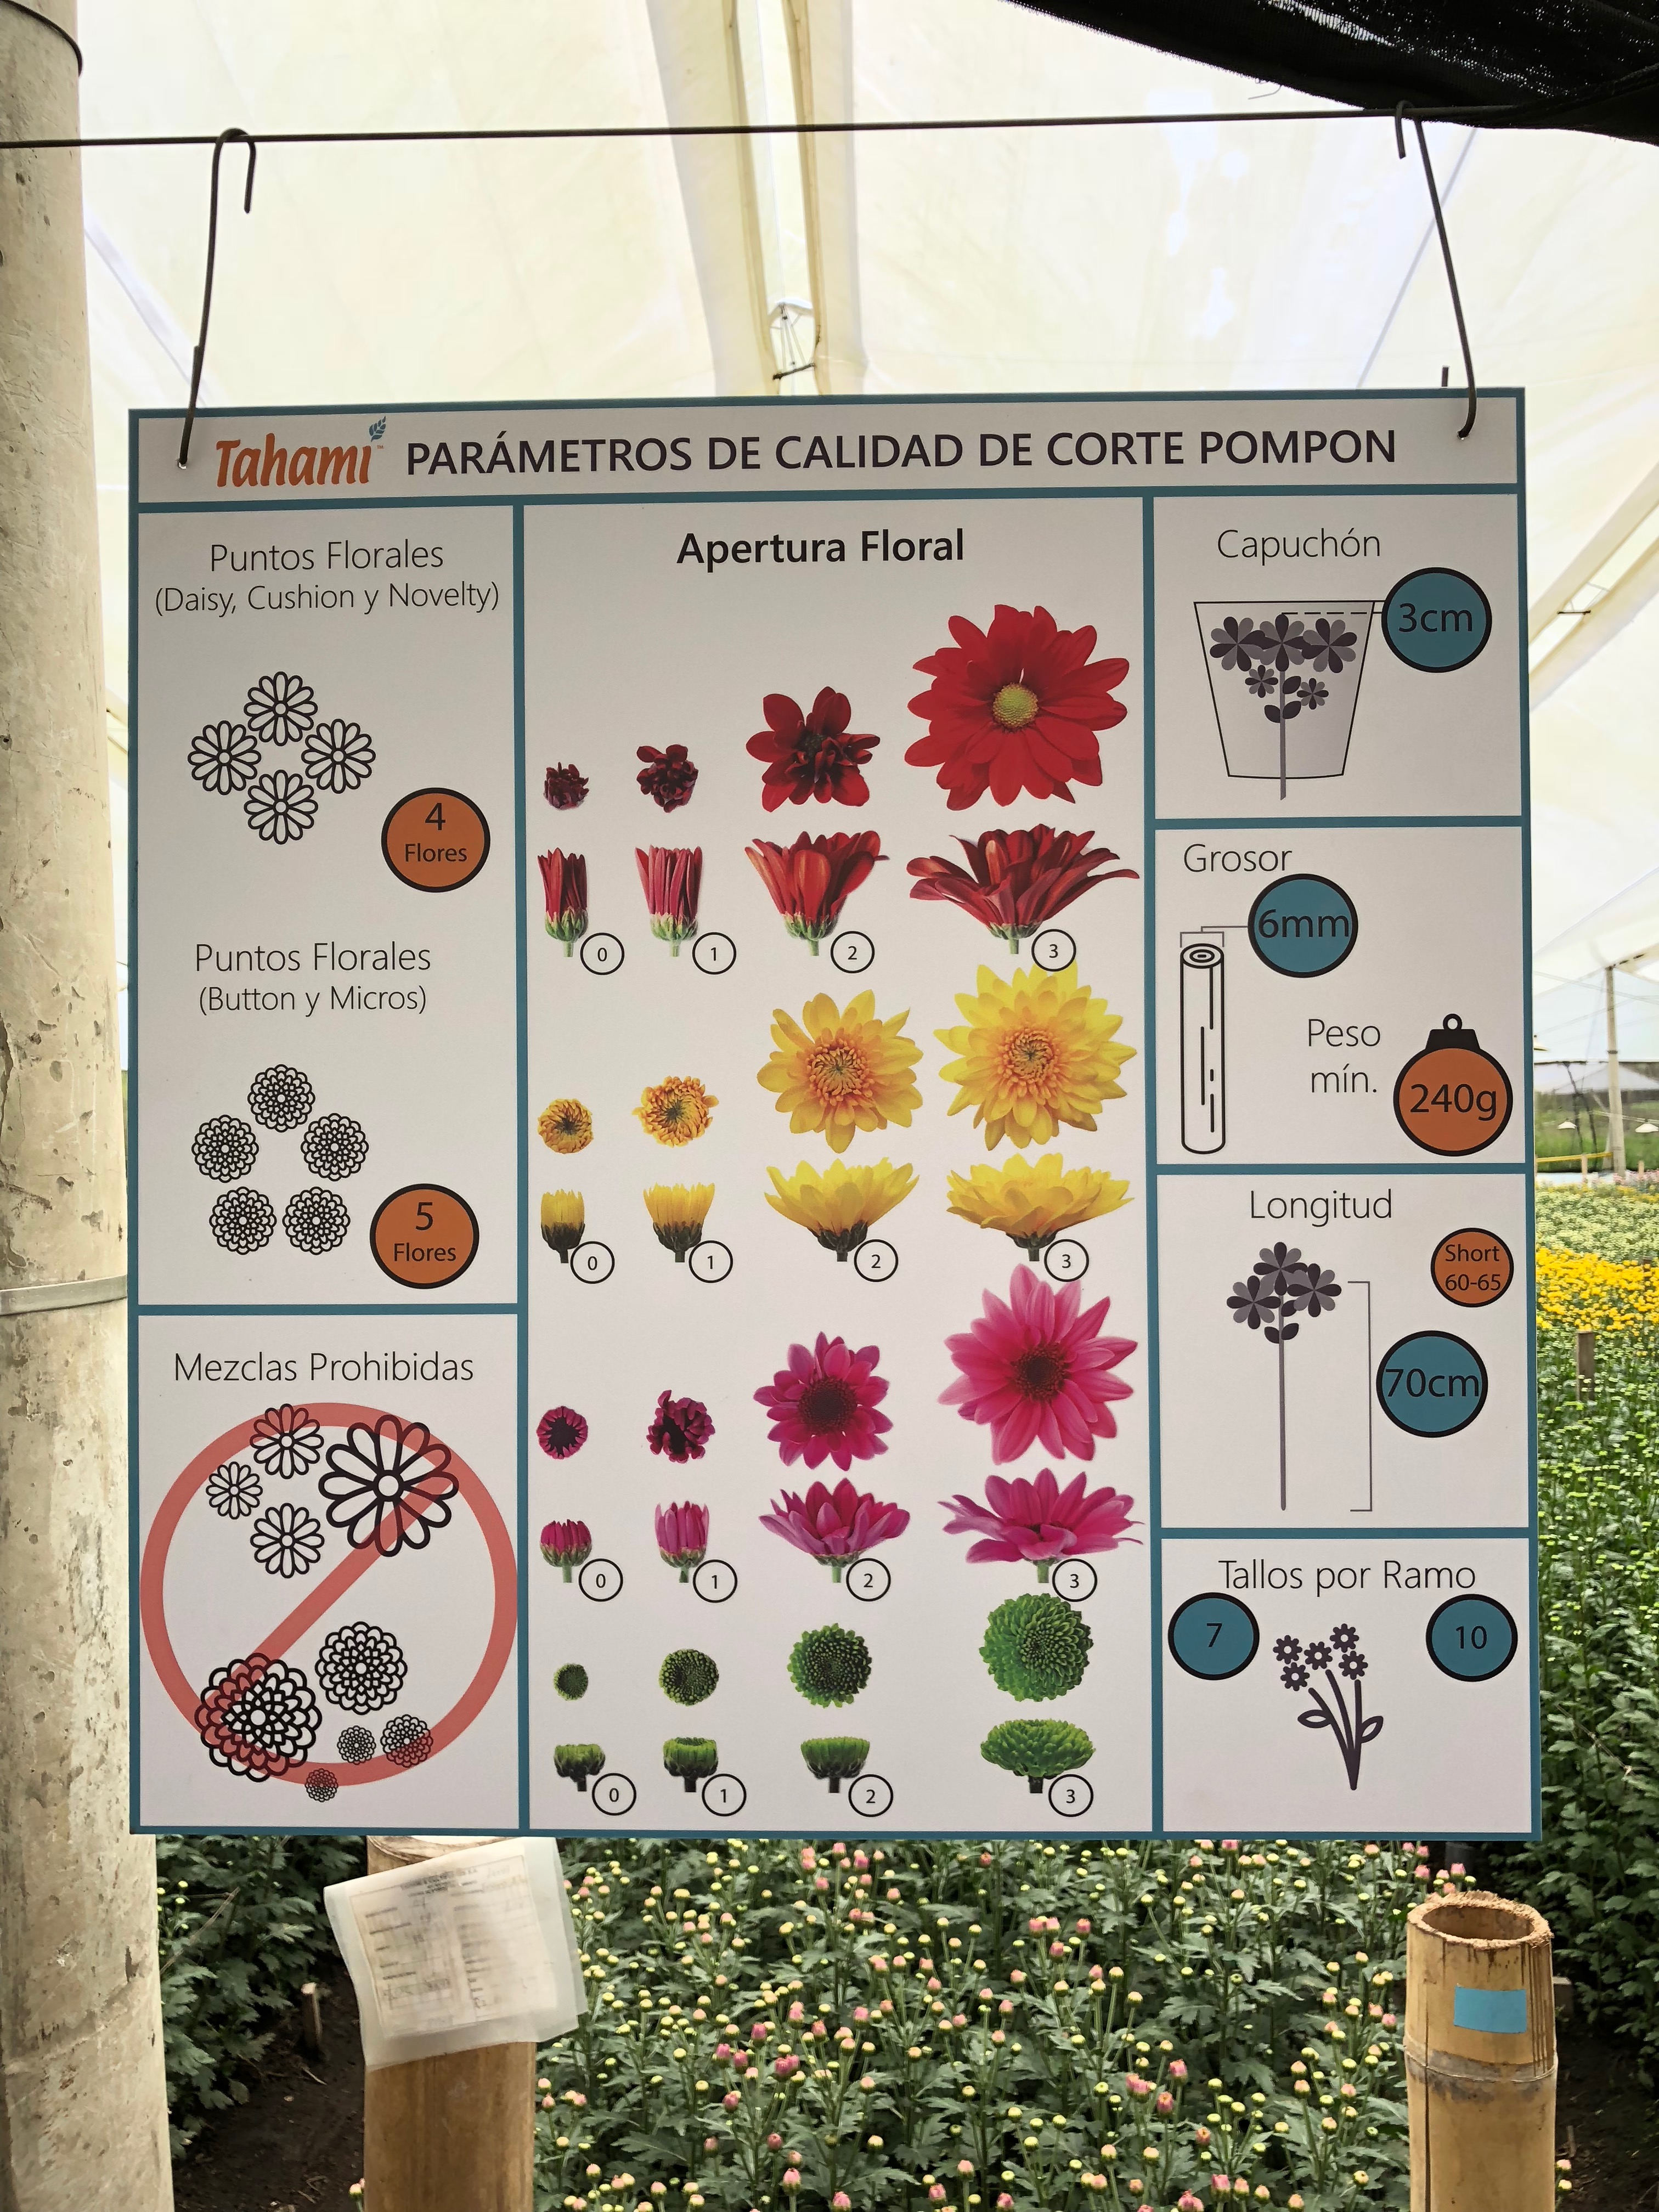 Tahami™ PARÁMETROS DE CALIDAD DE CORTE POMPON
Puntos Florales
(Daisy, Cushion y Novelty)
4
Flores
Puntos Florales
(Button y Micros)
5
Flores
Mezclas Prohibidas
Apertura Floral
0 1 2 3
0 1 2 3
0 1 2 3
0 1 2 3
Capuchón
3cm
Grosor
6mm
Peso
mín.
240g
Longitud
Short
60-65
70cm
Tallos por Ramo
7 10